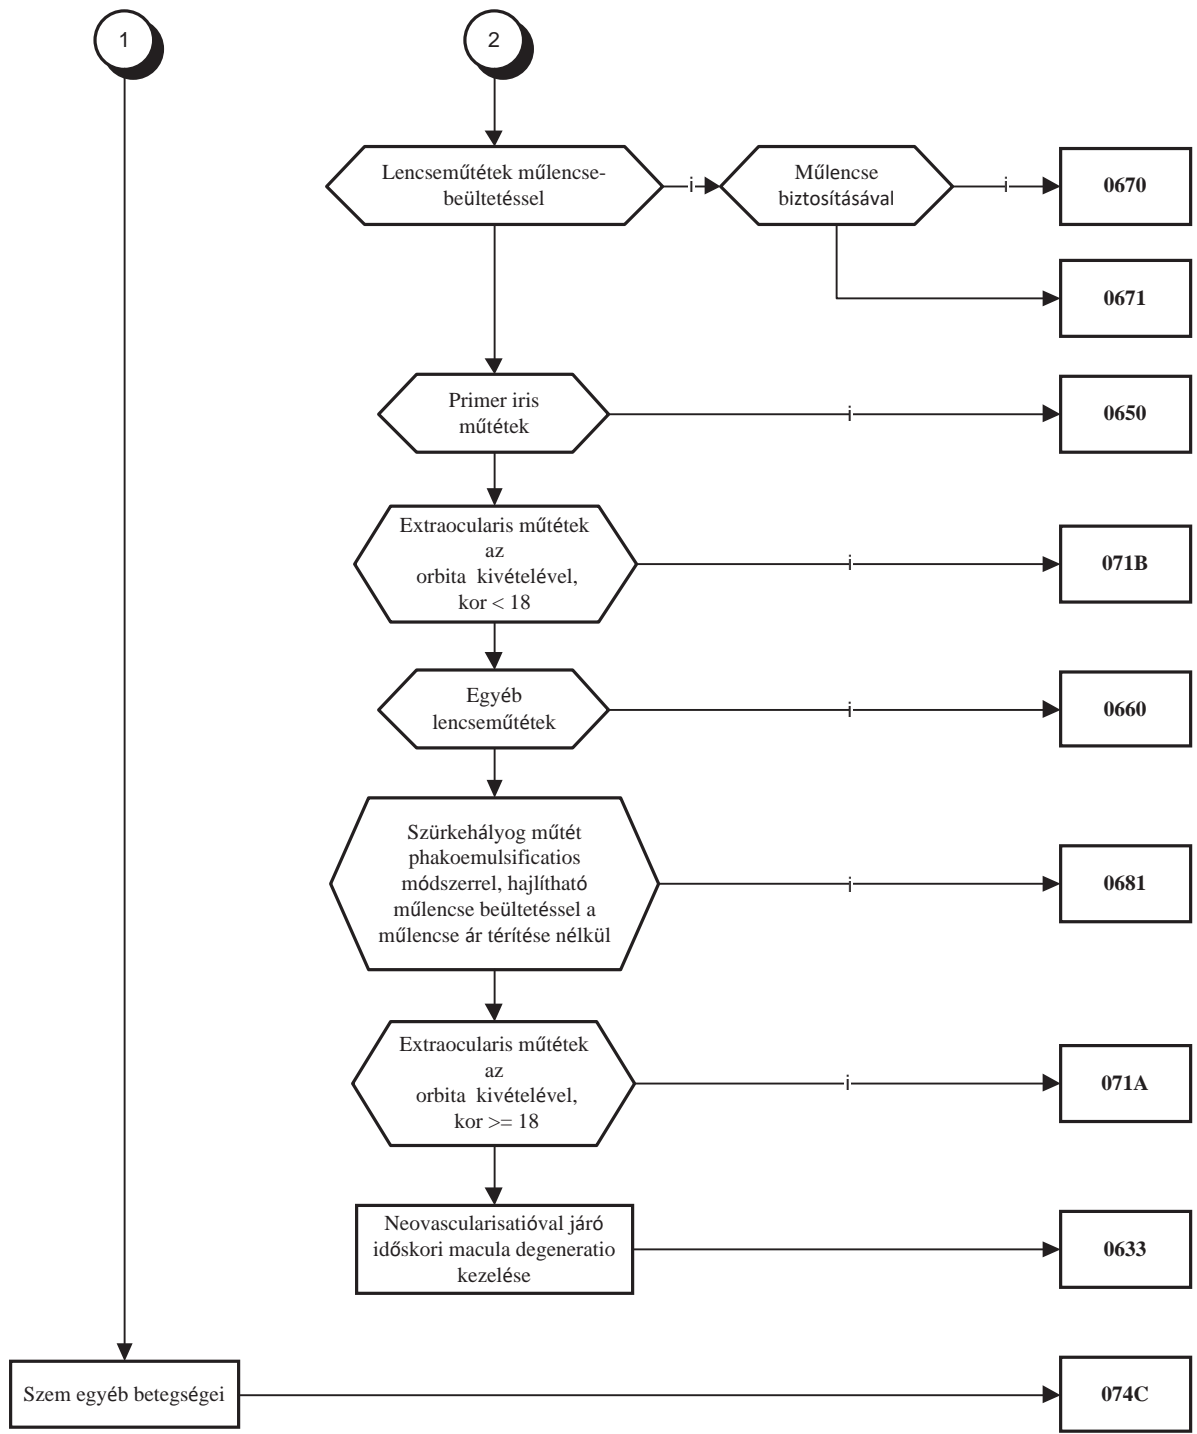 1
2
Lencseműtétek műlencse-
beültetéssel
i
Műlencse
biztosításával
i
0670
0671
Primer iris
műtétek
i
0650
Extraocularis műtétek
az
orbita kivételével,
kor < 18
i
071B
Egyéb
lencseműtétek
i
0660
Szürkehályog műtét
phakoemulsificatios
módszerrel, hajlítható
műlencse beültetéssel a
műlencse ár térítése nélkül
i
0681
Extraocularis műtétek
az
orbita kivételével,
kor >= 18
i
071A
Neovascularisatióval járó
időskori macula degeneratio
kezelése
0633
Szem egyéb betegségei
074C